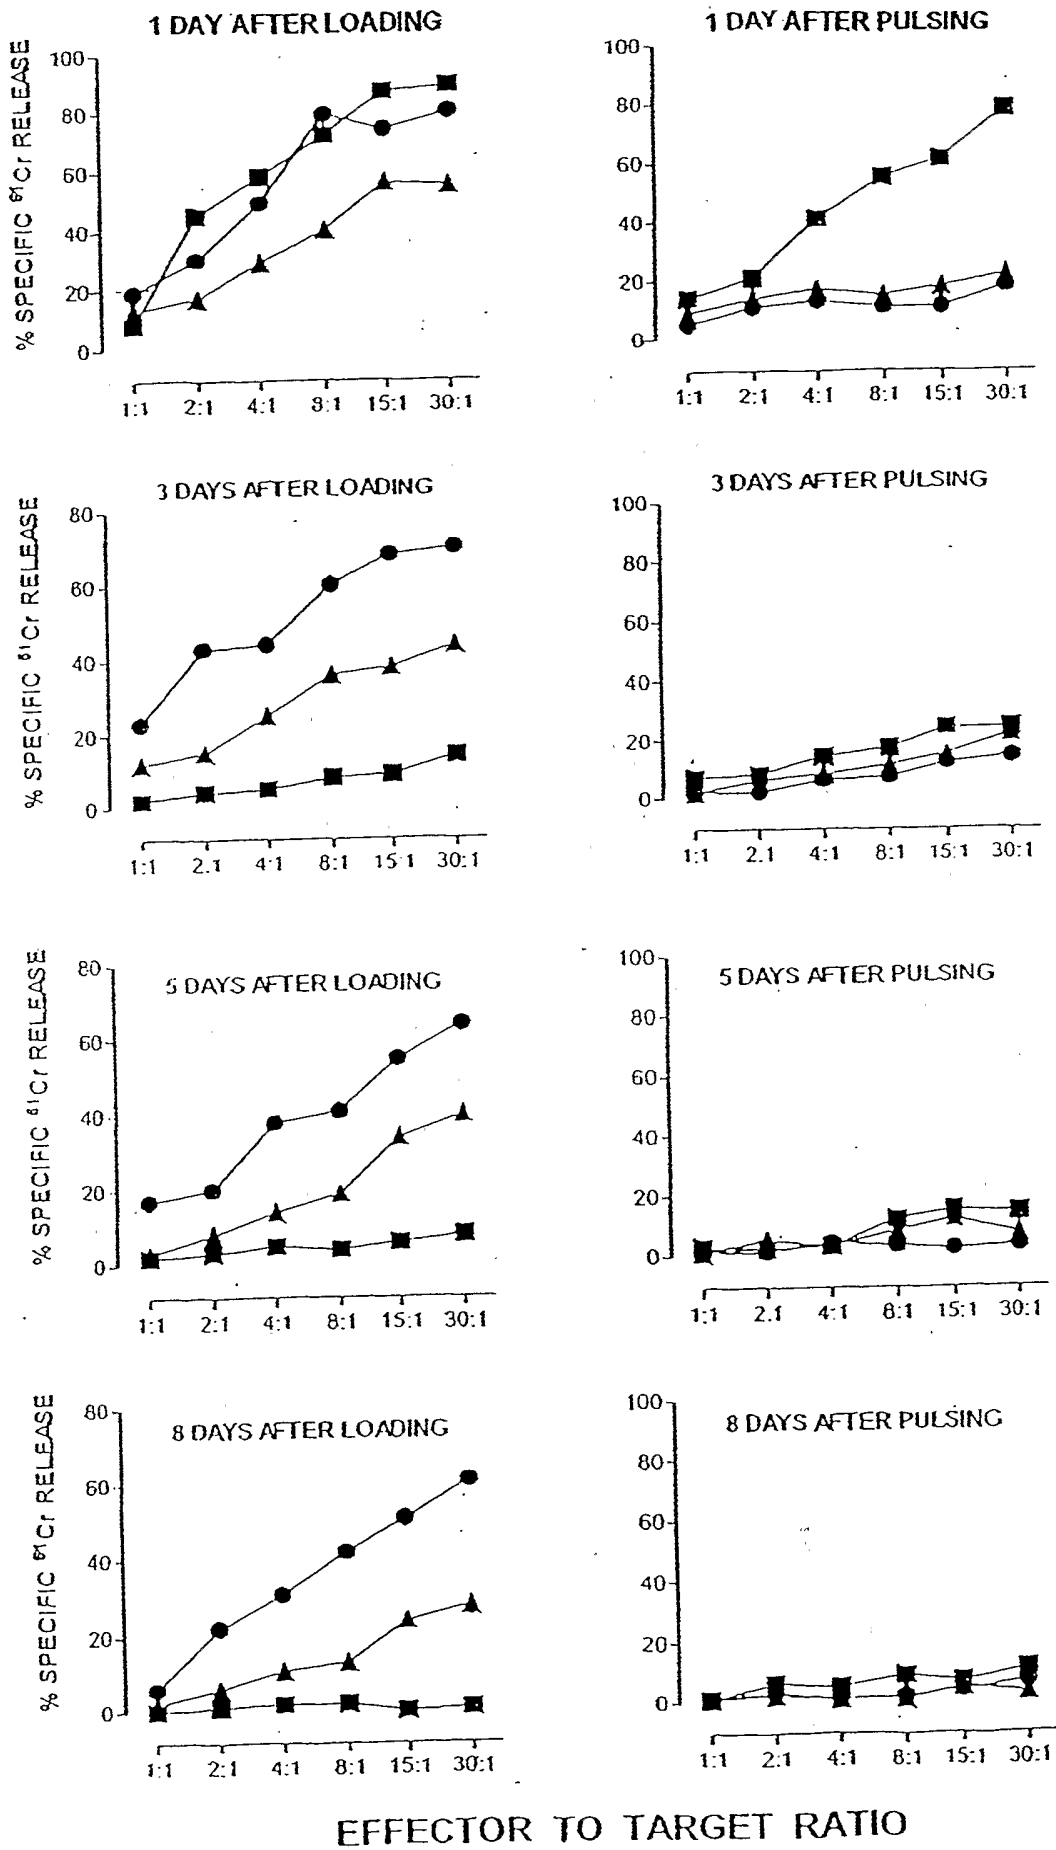 1 DAY AFTER LOADING
1 DAY AFTER PULSING
% SPECIFIC ⁵¹Cr RELEASE
100
80
60
40
20
0
1:1 2:1 4:1 8:1 15:1 30:1
100
80
60
40
20
0
1:1 2:1 4:1 8:1 15:1 30:1
3 DAYS AFTER LOADING
3 DAYS AFTER PULSING
% SPECIFIC ⁵¹Cr RELEASE
80
60
40
20
0
1:1 2:1 4:1 8:1 15:1 30:1
100
80
60
40
20
0
1:1 2:1 4:1 8:1 15:1 30:1
5 DAYS AFTER LOADING
5 DAYS AFTER PULSING
% SPECIFIC ⁵¹Cr RELEASE
80
60
40
20
0
1:1 2:1 4:1 8:1 15:1 30:1
100
80
60
40
20
0
1:1 2:1 4:1 8:1 15:1 30:1
8 DAYS AFTER LOADING
8 DAYS AFTER PULSING
% SPECIFIC ⁵¹Cr RELEASE
80
60
40
20
0
1:1 2:1 4:1 8:1 15:1 30:1
100
80
60
40
20
0
1:1 2:1 4:1 8:1 15:1 30:1
EFFECTOR TO TARGET RATIO